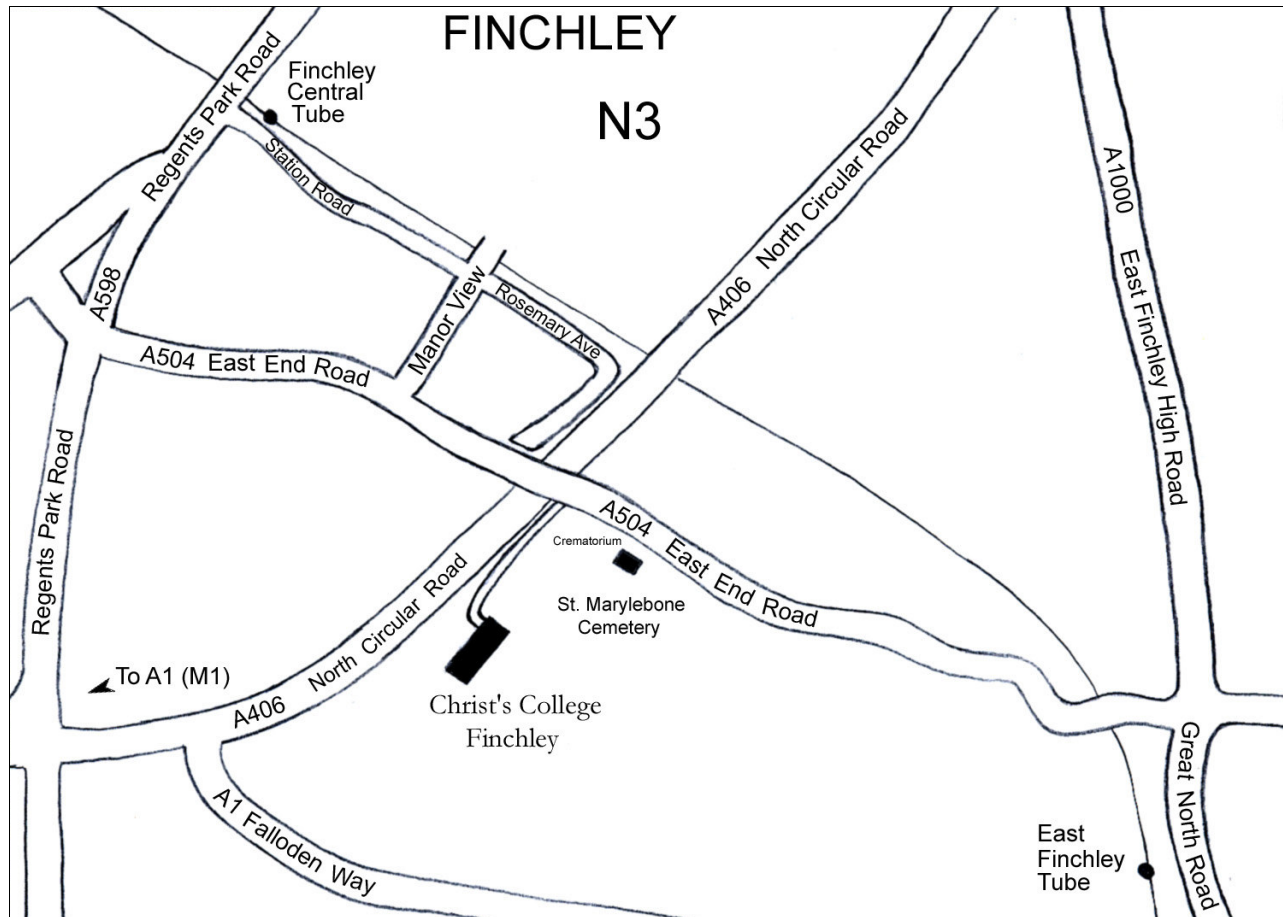 FINCHLEY
N3
Finchley
Central
Tube
Regents Park Road
Station Road
A598
Manor View
Rosemary Ave
A504 East End Road
A406 North Circular Road
A1000 East Finchley High Road
Regents Park Road
A504 East End Road
Crematorium
St. Marylebone
Cemetery
To A1 (M1)
A406 North Circular Road
Christ's College
Finchley
A1 Falloden Way
Great North Road
East
Finchley
Tube